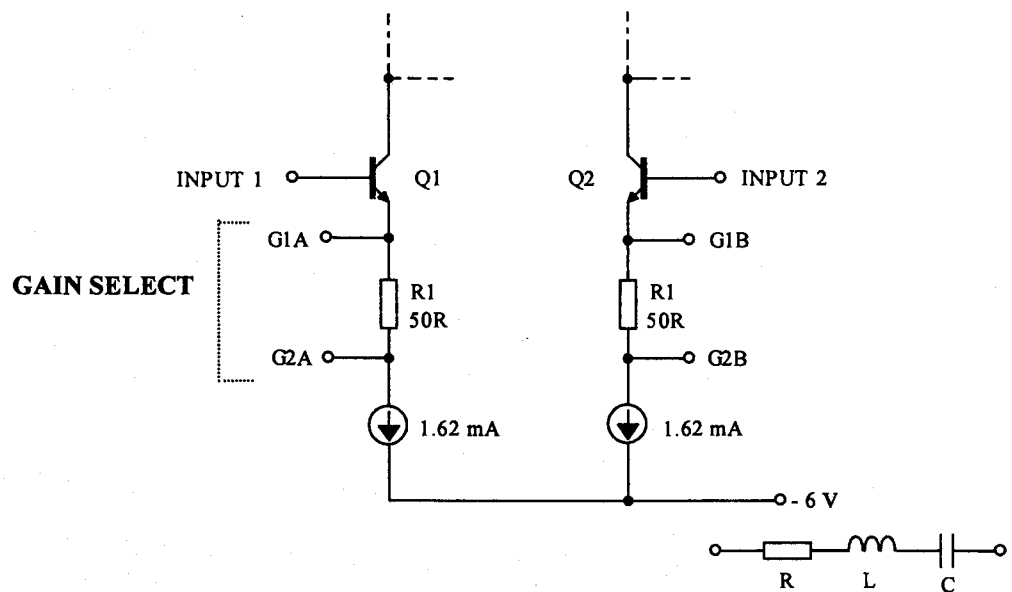 INPUT 1
Q1
Q2
INPUT 2
G1A
G1B
GAIN SELECT
R1
50R
R1
50R
G2A
G2B
1.62 mA
1.62 mA
- 6 V
R
L
C